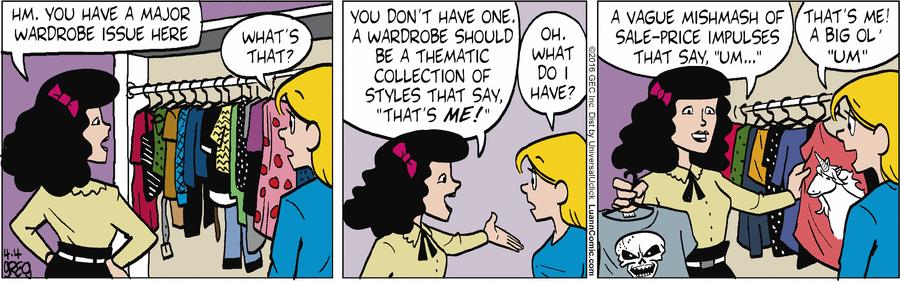 HM. YOU HAVE A MAJOR
WARDROBE ISSUE HERE
WHAT'S
THAT?
4.4
GREG
YOU DON'T HAVE ONE.
A WARDROBE SHOULD
BE A THEMATIC
COLLECTION OF
STYLES THAT SAY,
"THAT'S ME!"
OH.
WHAT
DO I
HAVE?
©2016 GEC Inc. Dist by UniversalUclick LuannComic.com
A VAGUE MISHMASH OF
SALE-PRICE IMPULSES
THAT SAY, "UM..."
THAT'S ME!
A BIG OL'
"UM"